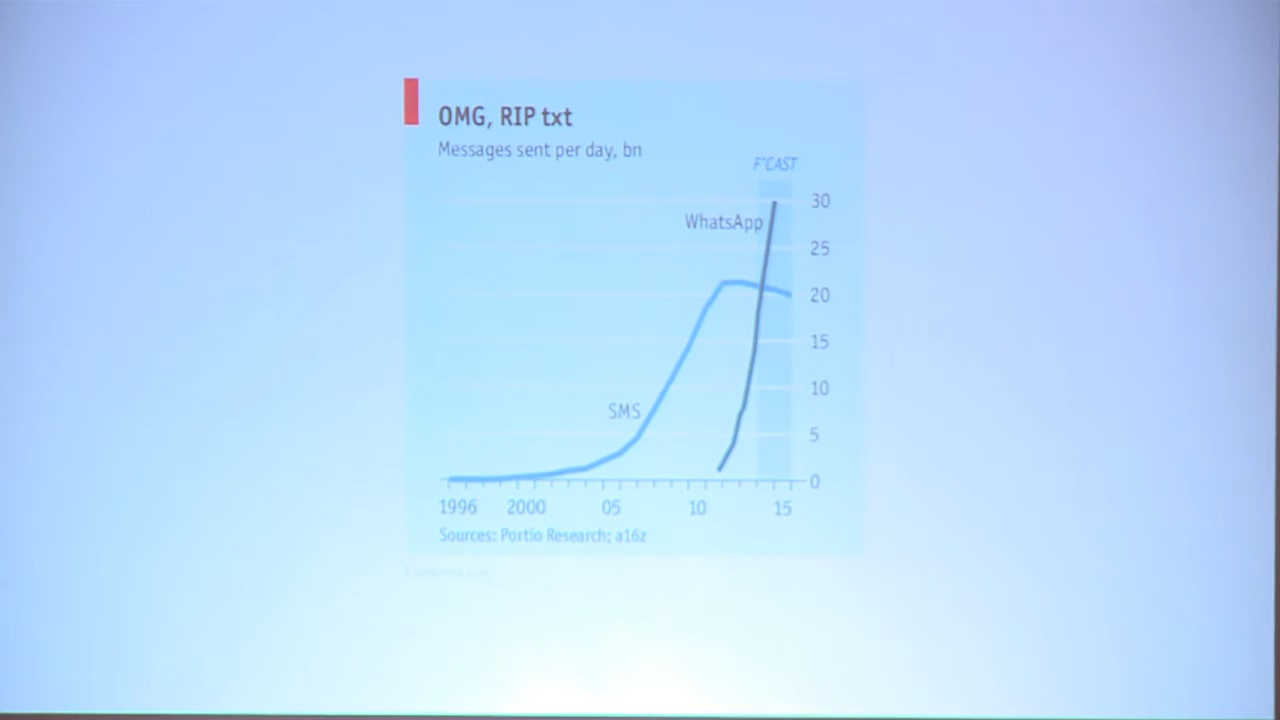 OMG, RIP txt
Messages sent per day, bn
F'CAST
WhatsApp
SMS
30
25
20
15
10
5
0
1996 2000 05 10 15
Sources: Portio Research; a16z